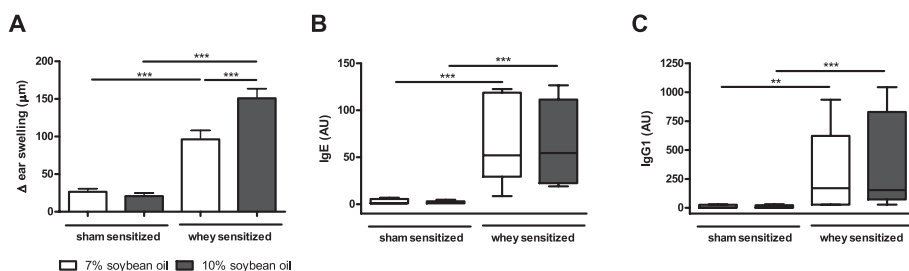 A
B
C
Δ ear swelling (μm)
200
150
100
50
0
***
***
***
sham sensitized
whey sensitized
7% soybean oil
10% soybean oil
IgE (AU)
150
100
50
0
***
***
sham sensitized
whey sensitized
IgG1 (AU)
1250
1000
750
500
250
0
***
**
sham sensitized
whey sensitized